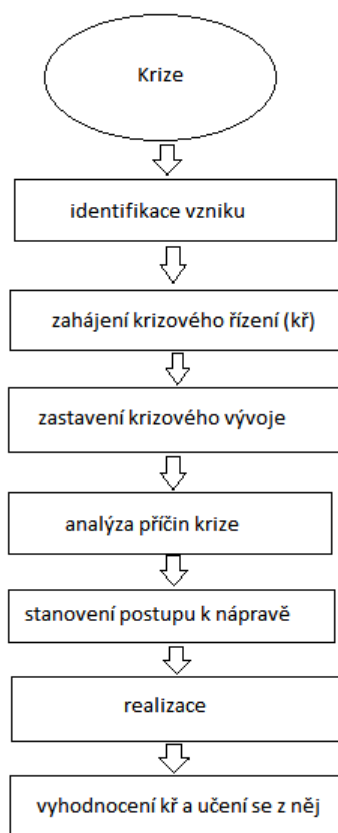 Krize
identifikace vzniku
zahájení krizového řízení (kř)
zastavení krizového vývoje
analýza příčin krize
stanovení postupu k nápravě
realizace
vyhodnocení kř a učení se z něj